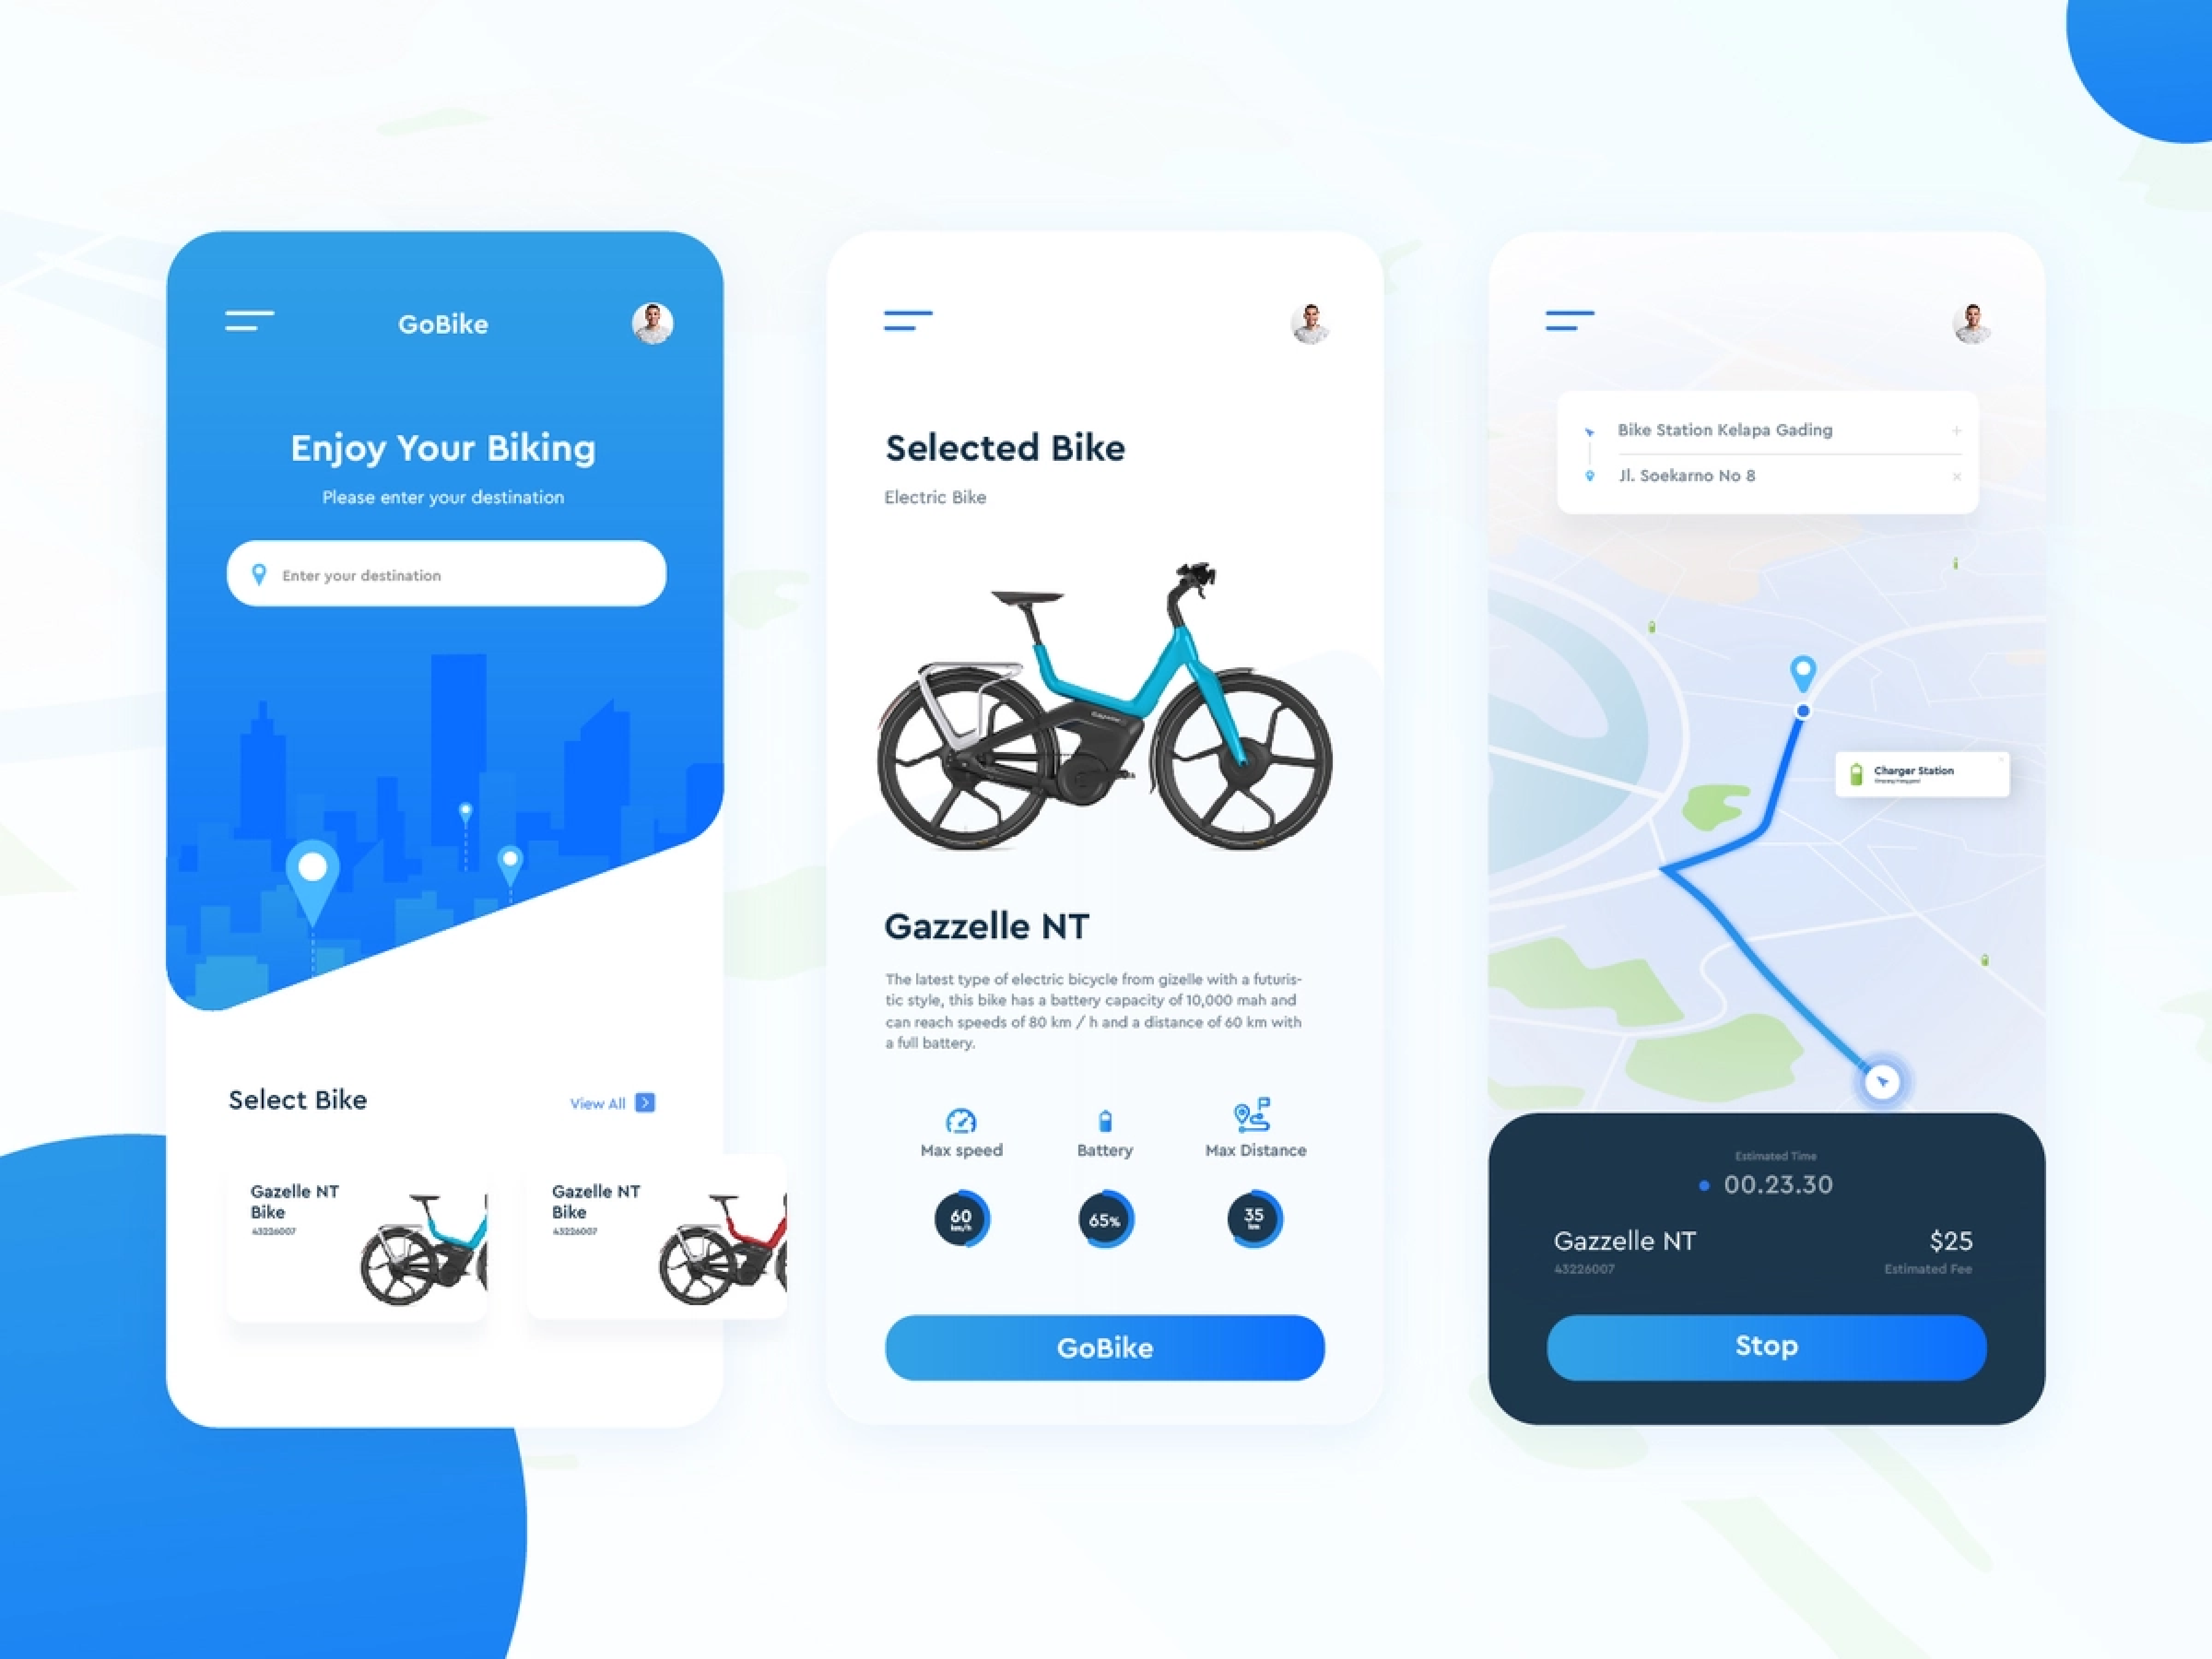 GoBike
Enjoy Your Biking
Please enter your destination
Enter your destination
Select Bike
View All
Gazelle NT
Bike
43226007
Gazelle NT
Bike
43226007
Selected Bike
Electric Bike
Gazzelle NT
The latest type of electric bicycle from gizelle with a futuris-
tic style, this bike has a battery capacity of 10,000 mah and
can reach speeds of 80 km / h and a distance of 60 km with
a full battery.
Max speed
Battery
Max Distance
60
km/h
65%
35
km
GoBike
Bike Station Kelapa Gading
Jl. Soekarno No 8
Charger Station
Estimated Time
00.23.30
Gazzelle NT
$25
43226007
Estimated Fee
Stop